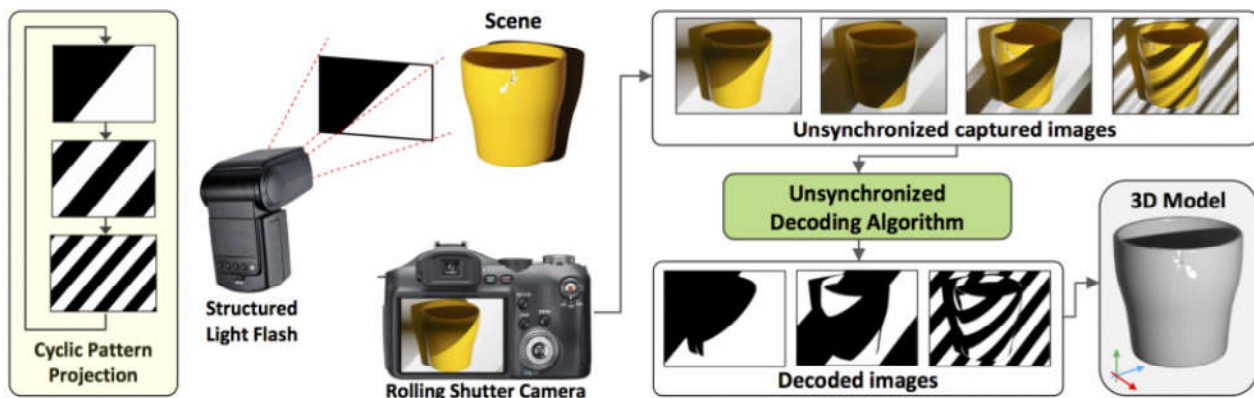 Cyclic Pattern
Projection
Structured
Light Flash
Scene
Rolling Shutter Camera
Unsynchronized captured images
Unsynchronized
Decoding Algorithm
Decoded images
3D Model